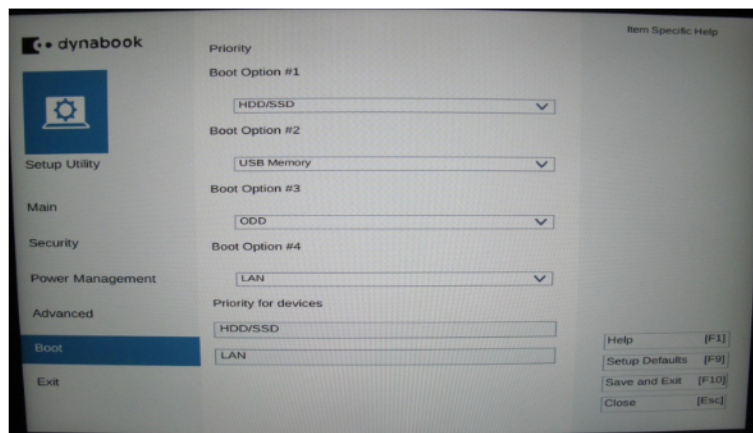 dynabook
Setup Utility
Main
Security
Power Management
Advanced
Boot
Exit
Priority
Boot Option #1
HDD/SSD
Boot Option #2
USB Memory
Boot Option #3
ODD
Boot Option #4
LAN
Priority for devices
HDD/SSD
LAN
Item Specific Help
Help [F1]
Setup Defaults [F9]
Save and Exit [F10]
Close [Esc]